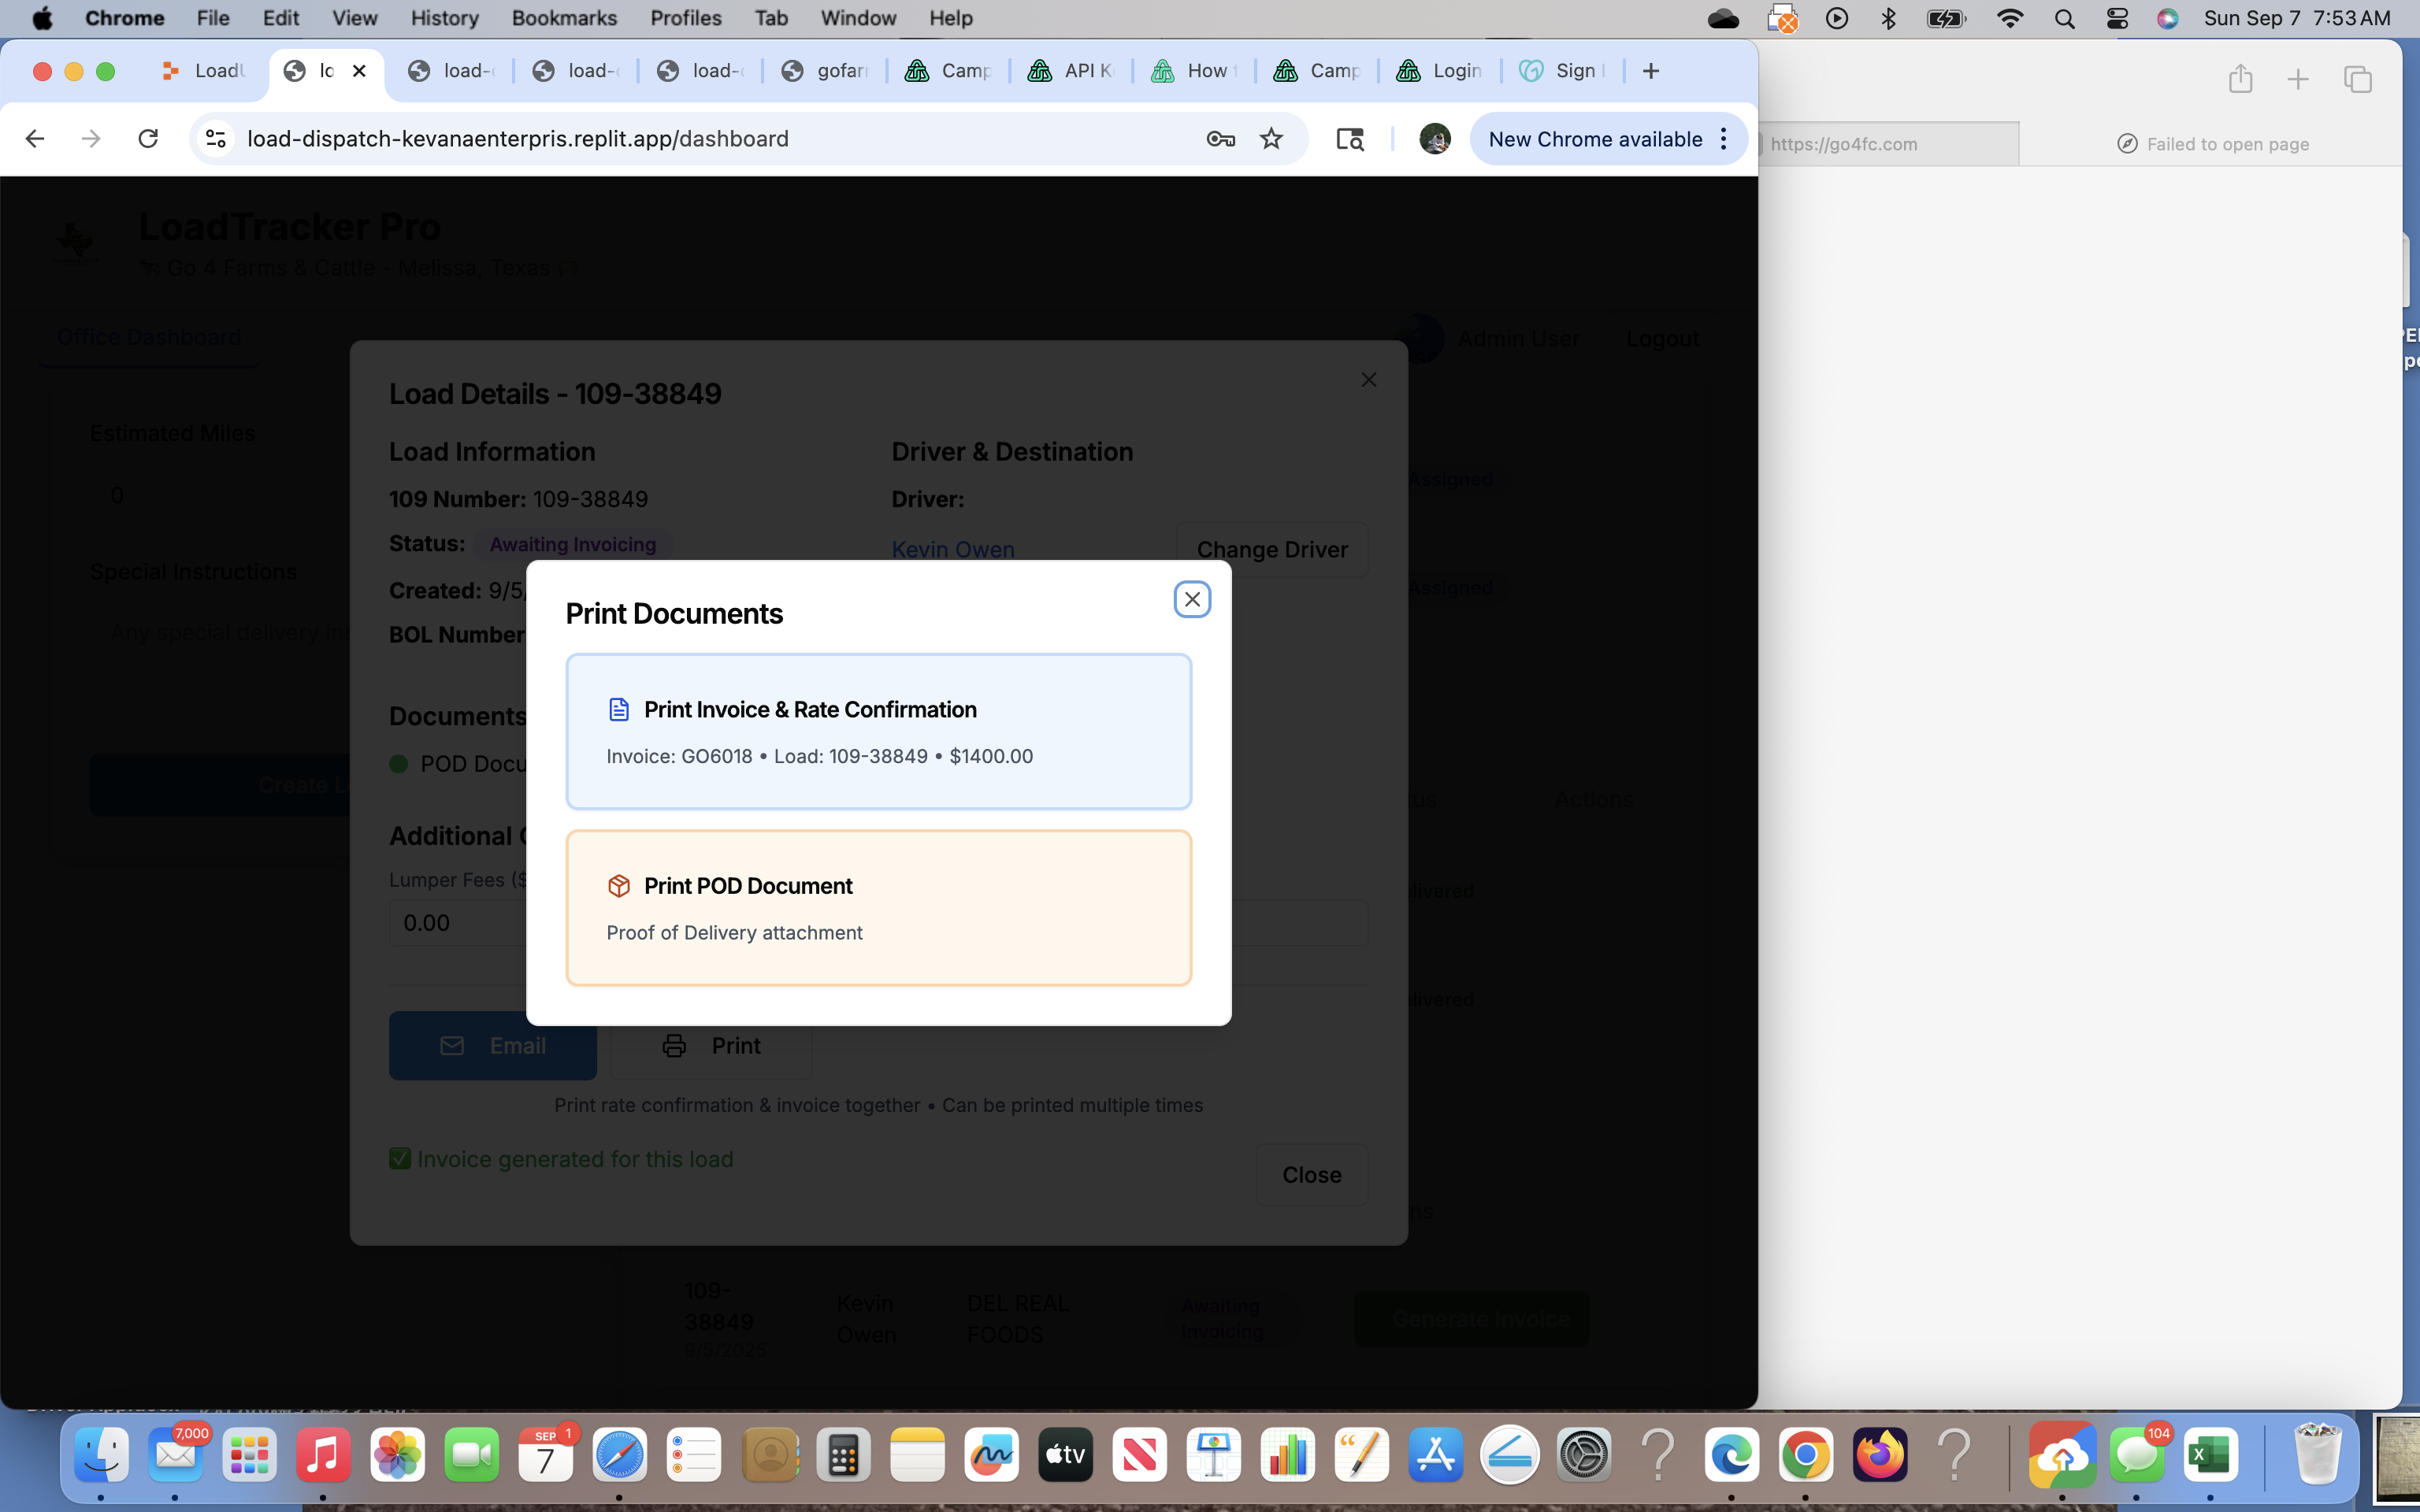 Chrome File Edit View History Bookmarks Profiles Tab Window Help Sun Sep 7 7:53 AM
LoadU lo load- load- load- gofar Camp API K How t Camp Login Sign I
load-dispatch-kevanaenterpris.replit.app/dashboard New Chrome available
https://go4fc.com Failed to open page
LoadTracker Pro
Go 4 Farms & Cattle - Melissa, Texas
Office Dashboard Admin User Logout
Load Details - 109-38849
Estimated Miles
0
Special Instructions
Any special delivery ins
Create L
Load Information
109 Number: 109-38849
Status: Awaiting Invoicing
Created: 9/5/
BOL Number
Driver & Destination
Driver:
Kevin Owen Change Driver
Assigned
Assigned
Print Documents
Print Invoice & Rate Confirmation
Invoice: GO6018 • Load: 109-38849 • $1400.00
Print POD Document
Proof of Delivery attachment
Documents
POD Docu
Additional
Lumper Fees ($
0.00
tus Actions
livered
livered
Email Print
Print rate confirmation & invoice together • Can be printed multiple times
Invoice generated for this load
Close
ns
109-38849
9/5/2025
Kevin Owen
DEL REAL FOODS
Awaiting Invoicing
Generate Invoice
7,000
SEP 1
7
tv
104